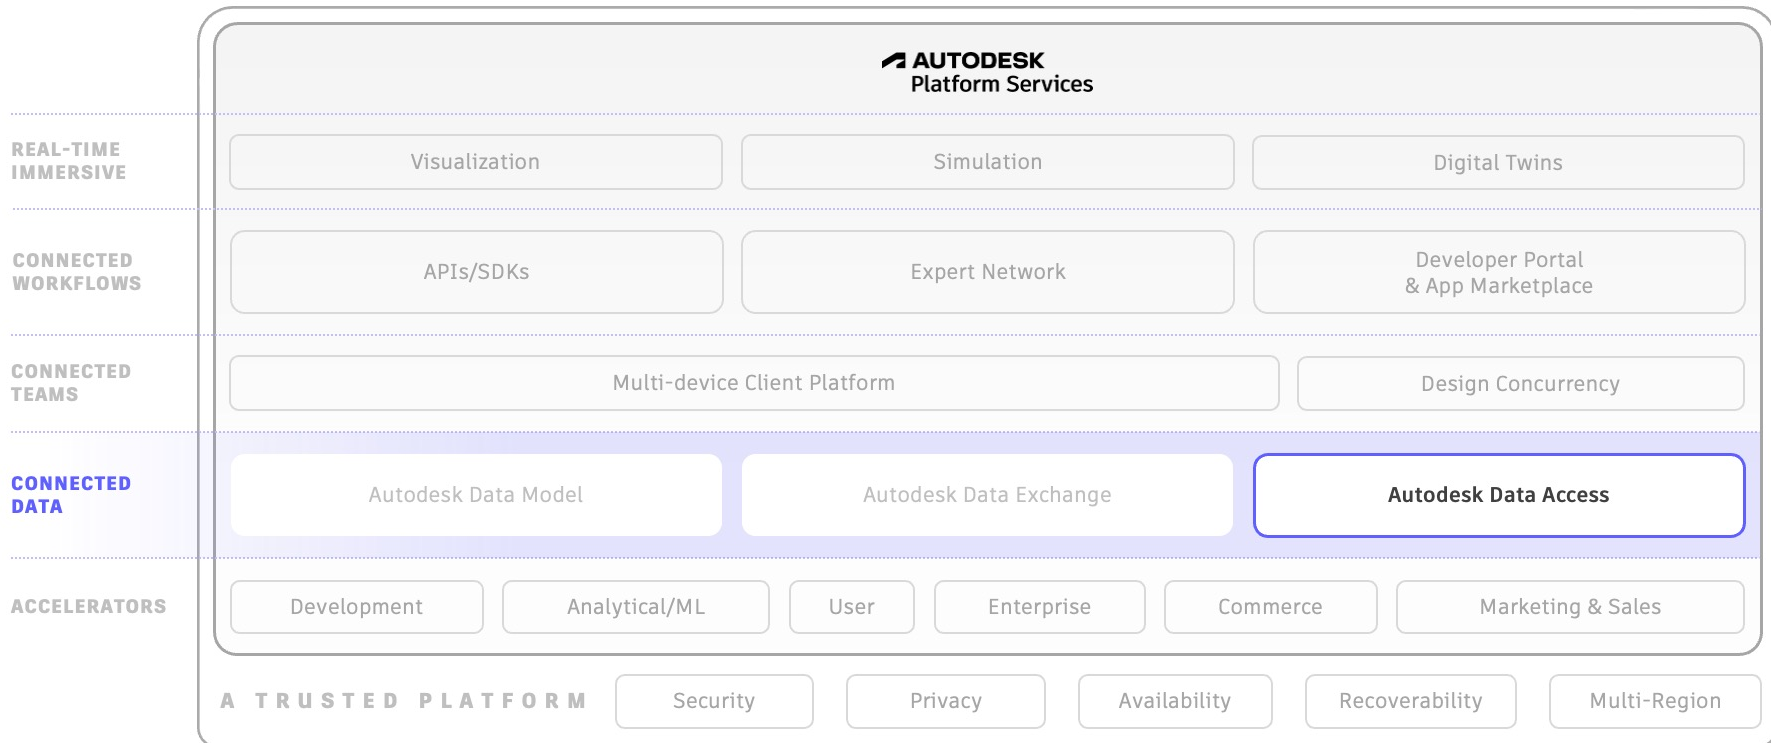 AUTODESK
Platform Services
REAL-TIME
IMMERSIVE
Visualization
Simulation
Digital Twins
CONNECTED
WORKFLOWS
APIs/SDKs
Expert Network
Developer Portal
& App Marketplace
CONNECTED
TEAMS
Multi-device Client Platform
Design Concurrency
CONNECTED
DATA
Autodesk Data Model
Autodesk Data Exchange
Autodesk Data Access
ACCELERATORS
Development
Analytical/ML
User
Enterprise
Commerce
Marketing & Sales
A TRUSTED PLATFORM
Security
Privacy
Availability
Recoverability
Multi-Region